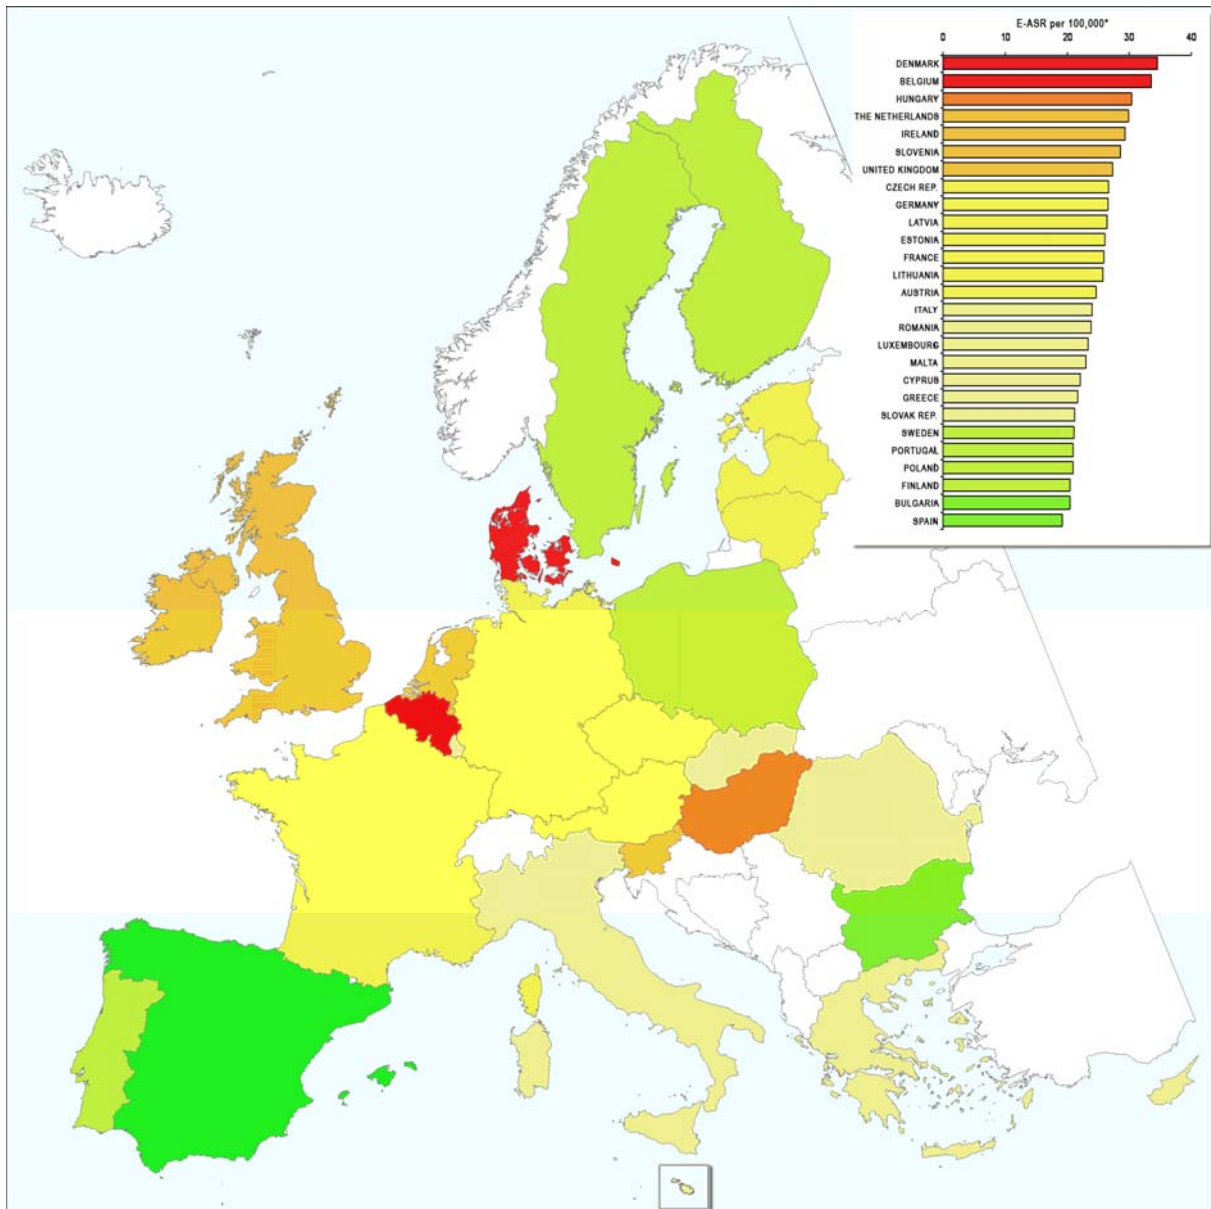 E-ASR per 100,000*
0 10 20 30 40
DENMARK
BELGIUM
HUNGARY
THE NETHERLANDS
IRELAND
SLOVENIA
UNITED KINGDOM
CZECH REP.
GERMANY
LATVIA
ESTONIA
FRANCE
LITHUANIA
AUSTRIA
ITALY
ROMANIA
LUXEMBOURG
MALTA
CYPRUS
GREECE
SLOVAK REP.
SWEDEN
PORTUGAL
POLAND
FINLAND
BULGARIA
SPAIN